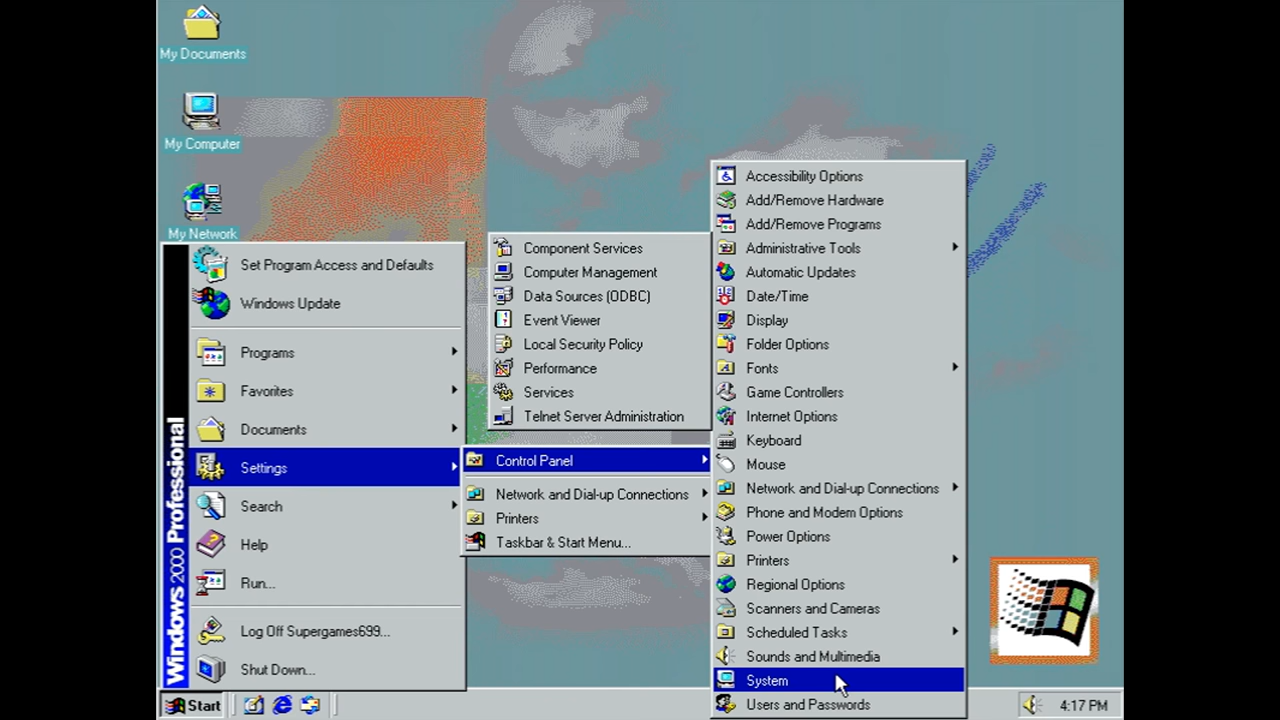 My Documents
My Computer
My Network
Windows 2000 Professional
Set Program Access and Defaults
Windows Update
Programs
Favorites
Documents
Settings
Search
Help
Run...
Log Off Supergames699...
Shut Down...
Control Panel
Network and Dial-up Connections
Printers
Taskbar & Start Menu...
Component Services
Computer Management
Data Sources (ODBC)
Event Viewer
Local Security Policy
Performance
Services
Telnet Server Administration
Accessibility Options
Add/Remove Hardware
Add/Remove Programs
Administrative Tools
Automatic Updates
Date/Time
Display
Folder Options
Fonts
Game Controllers
Internet Options
Keyboard
Mouse
Network and Dial-up Connections
Phone and Modem Options
Power Options
Printers
Regional Options
Scanners and Cameras
Scheduled Tasks
Sounds and Multimedia
System
Users and Passwords
Start
4:17 PM